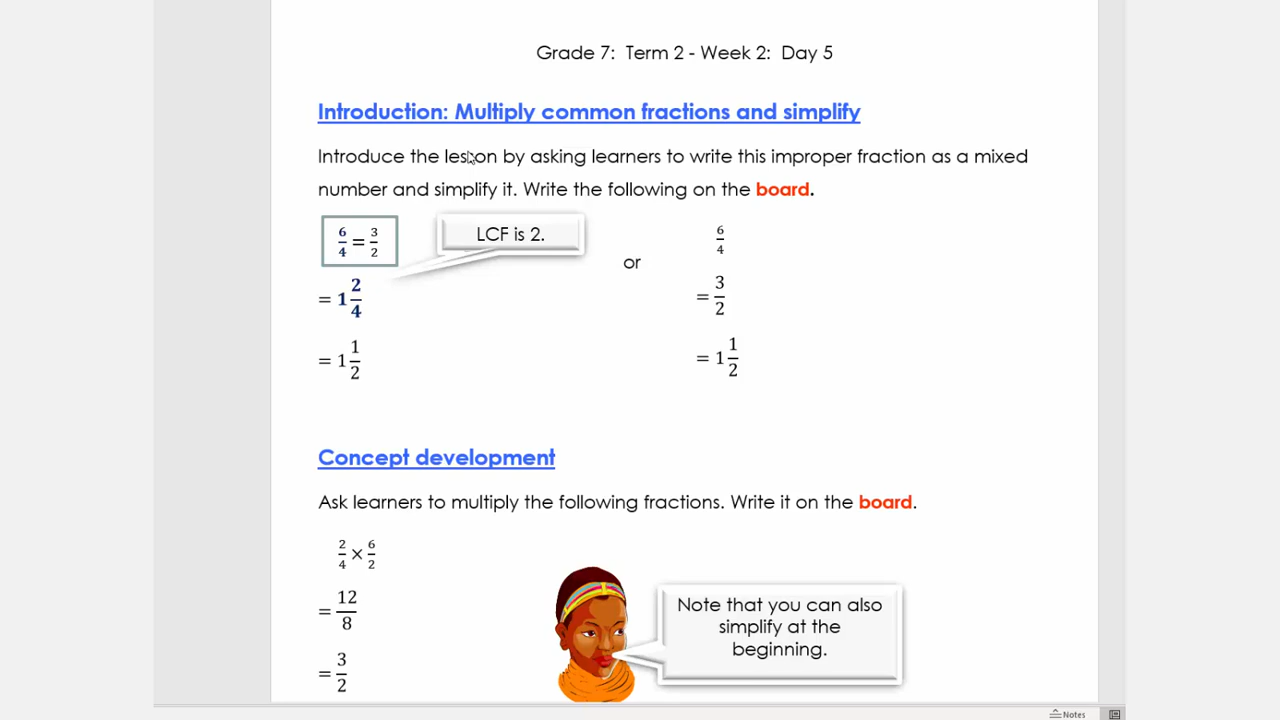 Grade 7: Term 2 - Week 2: Day 5
Introduction: Multiply common fractions and simplify
Introduce the lesson by asking learners to write this improper fraction as a mixed
number and simplify it. Write the following on the board.
6/4 = 3/2
LCF is 2.
= 1 2/4
= 1 1/2
or
6/4
= 3/2
= 1 1/2
Concept development
Ask learners to multiply the following fractions. Write it on the board.
2/4 × 6/2
= 12/8
= 3/2
Note that you can also
simplify at the
beginning.
Notes